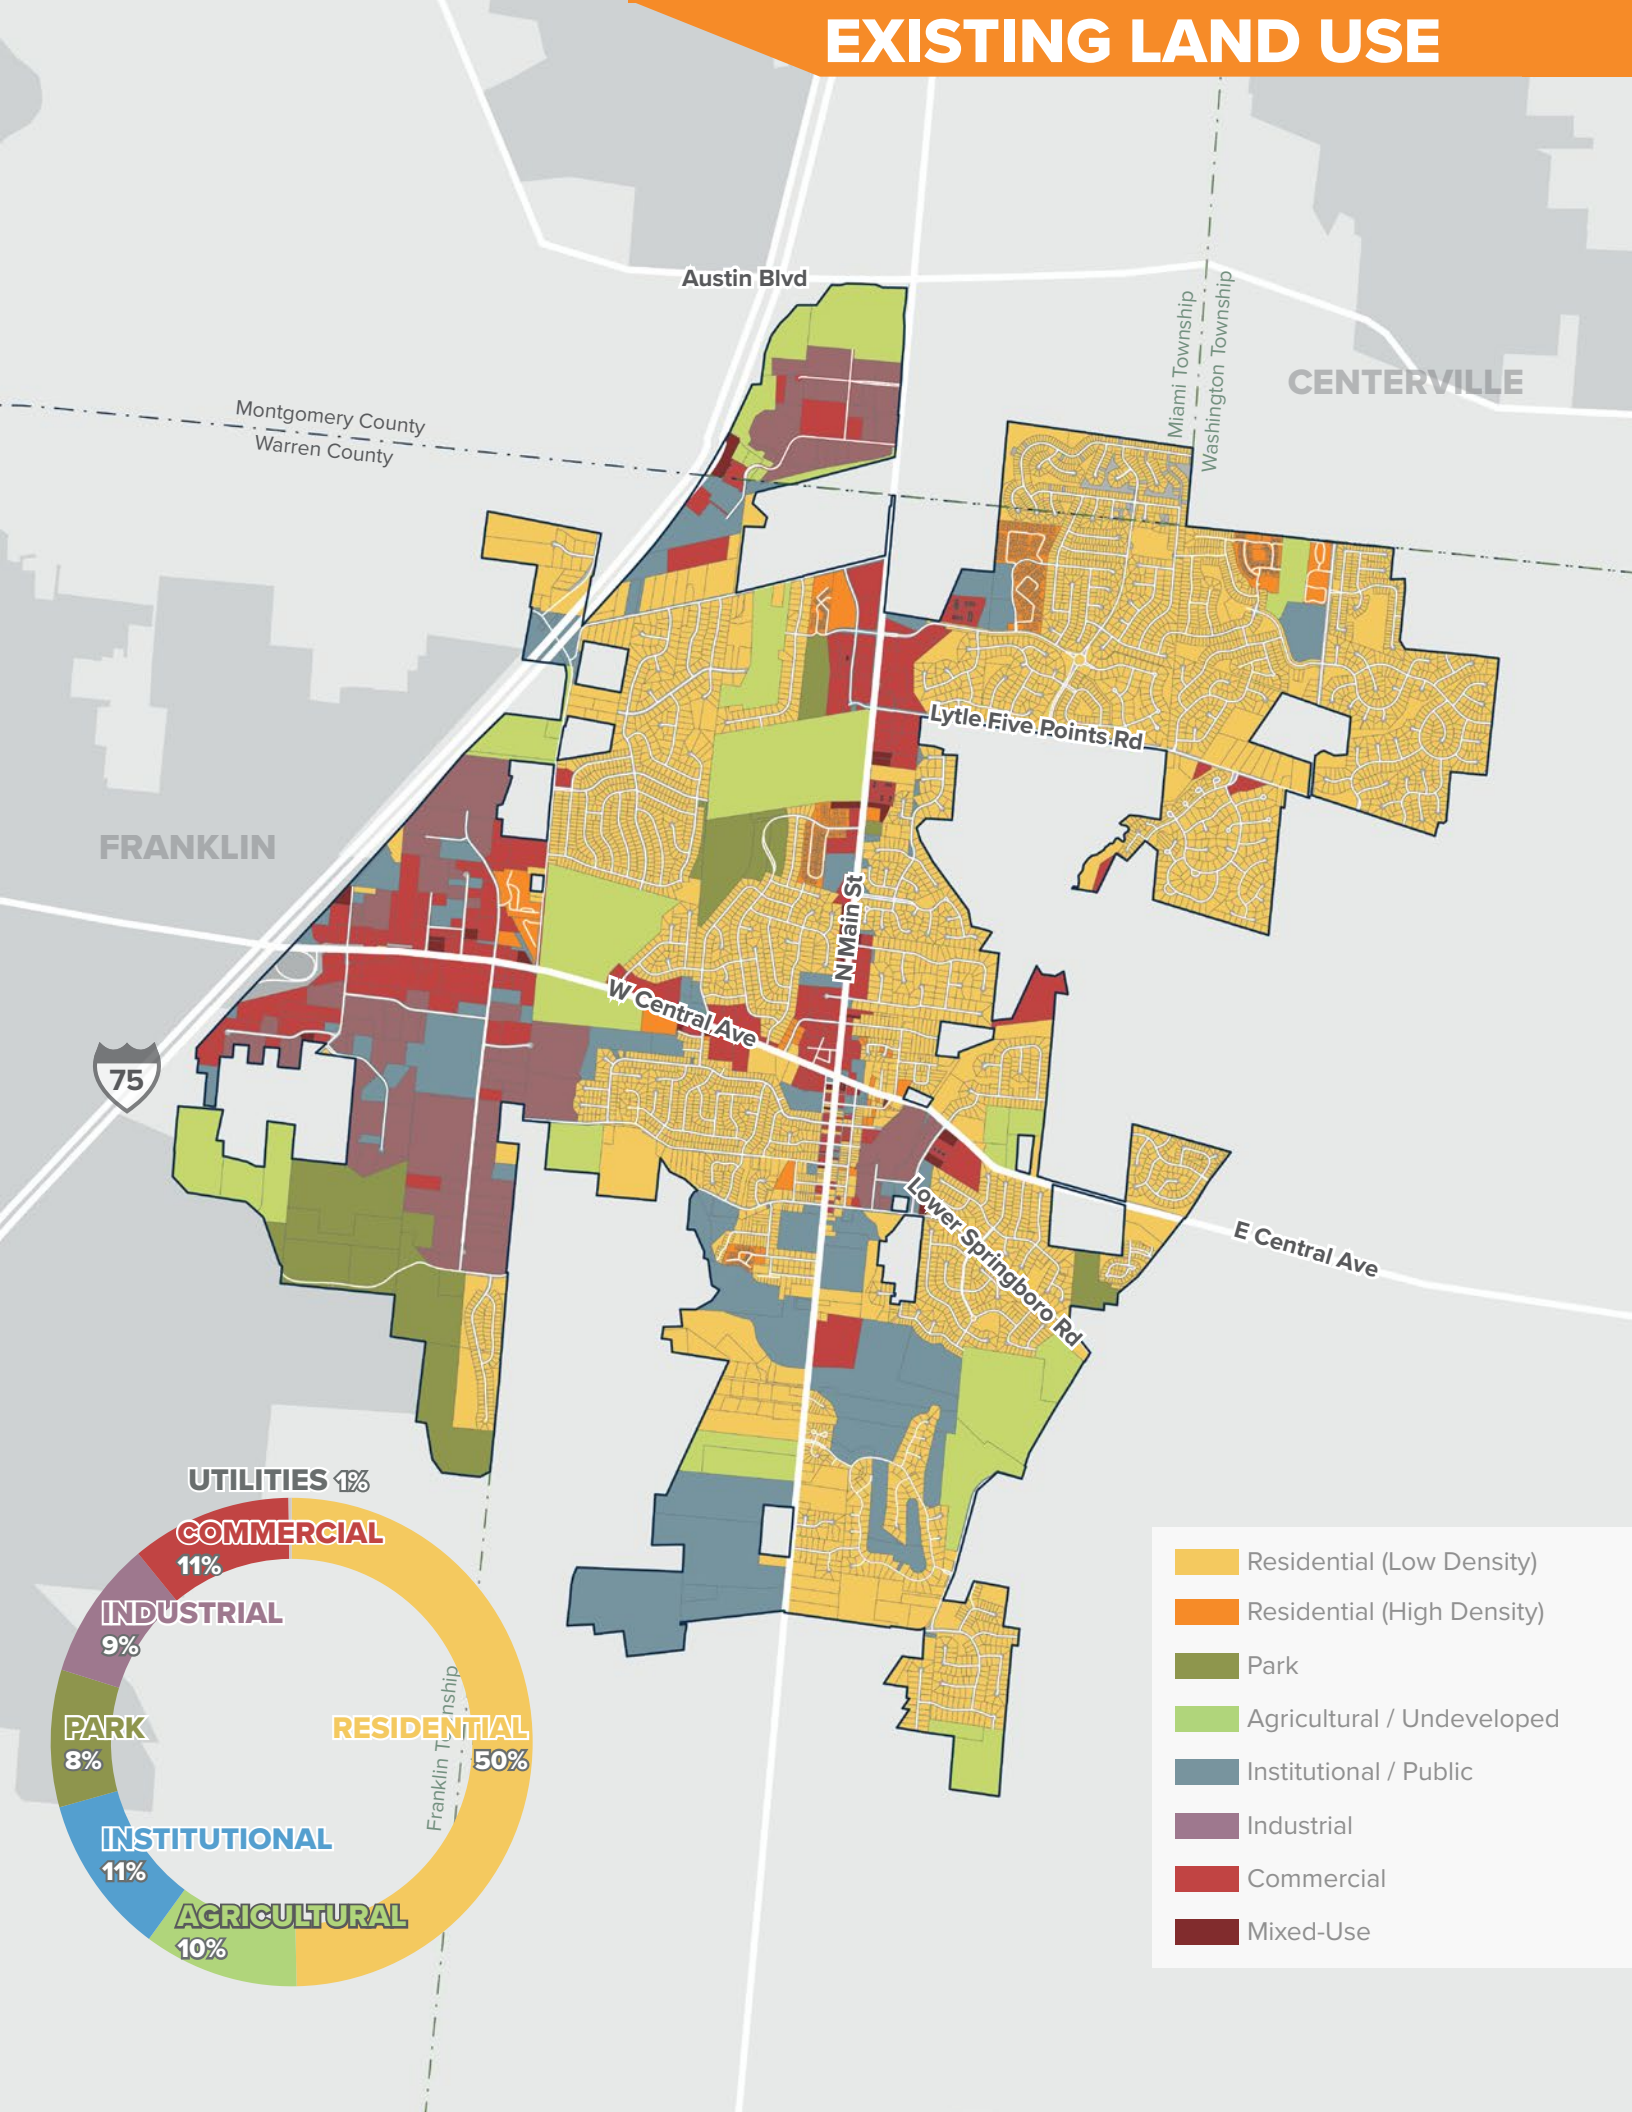 EXISTING LAND USE
Austin Blvd
Miami Township
Washington Township
CENTERVILLE
Montgomery County
Warren County
Lytle Five Points Rd
FRANKLIN
N Main St
W Central Ave
75
Lower Springboro Rd
E Central Ave
UTILITIES 1%
COMMERCIAL
11%
INDUSTRIAL
9%
PARK
8%
RESIDENTIAL
50%
Franklin Township
INSTITUTIONAL
11%
AGRICULTURAL
10%
Residential (Low Density)
Residential (High Density)
Park
Agricultural / Undeveloped
Institutional / Public
Industrial
Commercial
Mixed-Use